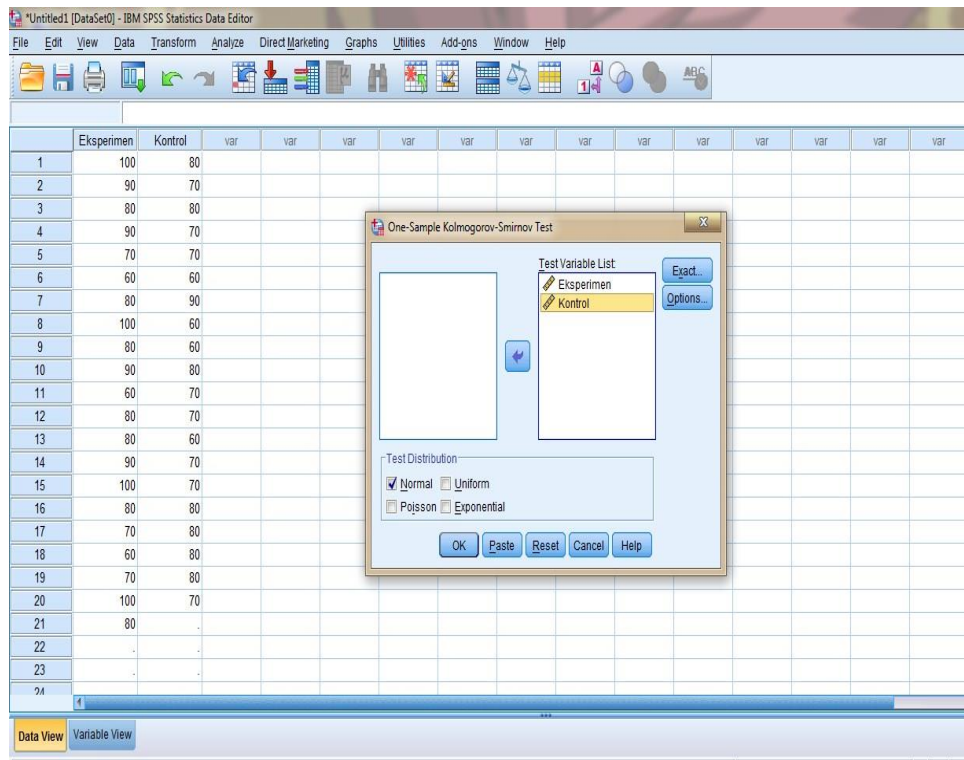 *Untitled1 [DataSet0] - IBM SPSS Statistics Data Editor
File Edit View Data Transform Analyze Direct Marketing Graphs Utilities Add-ons Window Help
Eksperimen Kontrol var var var var var var var var var var var var var
1 100 80
2 90 70
3 80 80
4 90 70
5 70 70
6 60 60
7 80 90
8 100 60
9 80 60
10 90 80
11 60 70
12 80 70
13 80 60
14 90 70
15 100 70
16 80 80
17 70 80
18 60 80
19 70 80
20 100 70
21 80 .
22 . .
23 . .
24
One-Sample Kolmogorov-Smirnov Test
Test Variable List:
Eksperimen
Kontrol
Exact...
Options...
Test Distribution
Normal Uniform
Poisson Exponential
OK Paste Reset Cancel Help
Data View Variable View